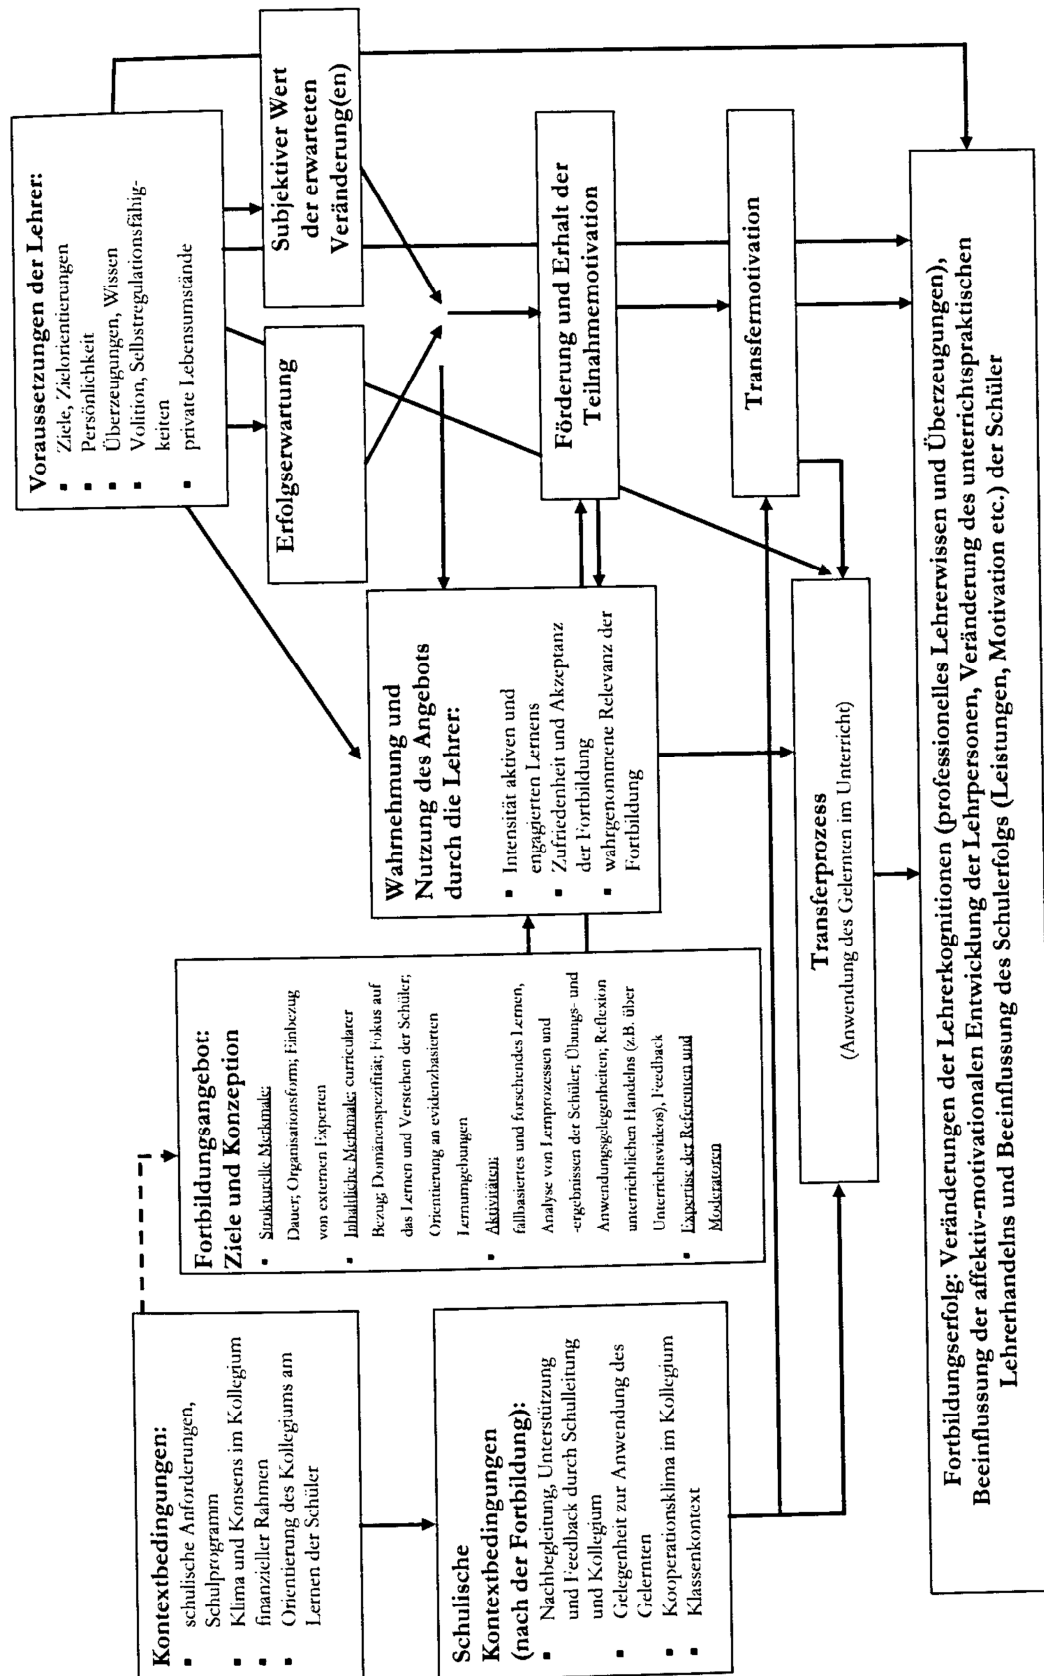 Kontextbedingungen:
▪ schulische Anforderungen,
Schulprogramm
▪ Klima und Konsens im Kollegium
▪ finanzieller Rahmen
▪ Orientierung des Kollegiums am
Lernen der Schüler
Schulische
Kontextbedingungen
(nach der Fortbildung):
▪ Nachbegleitung, Unterstützung
und Feedback durch Schulleitung
und Kollegium
▪ Gelegenheit zur Anwendung des
Gelernten
▪ Kooperationsklima im Kollegium
▪ Klassenkontext
Fortbildungsangebot:
Ziele und Konzeption
▪ Strukturelle Merkmale:
Dauer; Organisationsform; Einbezug
von externen Experten
▪ Inhaltliche Merkmale: curricularer
Bezug; Domänenspezifität; Fokus auf
das Lernen und Verstehen der Schüler;
Orientierung an evidenzbasierten
Lernumgebungen
▪ Aktivitäten:
fallbasiertes und forschendes Lernen,
Analyse von Lernprozessen und
-ergebnissen der Schüler; Übungs- und
Anwendungsgelegenheiten; Reflexion
unterrichtlichen Handelns (z.B. über
Unterrichtsvideos), Feedback
▪ Expertise der Referenten und
Moderatoren
Wahrnehmung und
Nutzung des Angebots
durch die Lehrer:
▪ Intensität aktiven und
engagierten Lernens
▪ Zufriedenheit und Akzeptanz
der Fortbildung
▪ wahrgenommene Relevanz der
Fortbildung
Voraussetzungen der Lehrer:
▪ Ziele, Zielorientierungen
▪ Persönlichkeit
▪ Überzeugungen, Wissen
▪ Volition, Selbstregulationsfähig-
keiten
▪ private Lebensumstände
Erfolgserwartung
Subjektiver Wert
der erwarteten
Veränderung(en)
Förderung und Erhalt der
Teilnahmemotivation
Transfermotivation
Transferprozess
(Anwendung des Gelernten im Unterricht)
Fortbildungserfolg: Veränderungen der Lehrerkognitionen (professionelles Lehrerwissen und Überzeugungen),
Beeinflussung der affektiv-motivationalen Entwicklung der Lehrpersonen, Veränderung des unterrichtspraktischen
Lehrerhandelns und Beeinflussung des Schulerfolgs (Leistungen, Motivation etc.) der Schüler